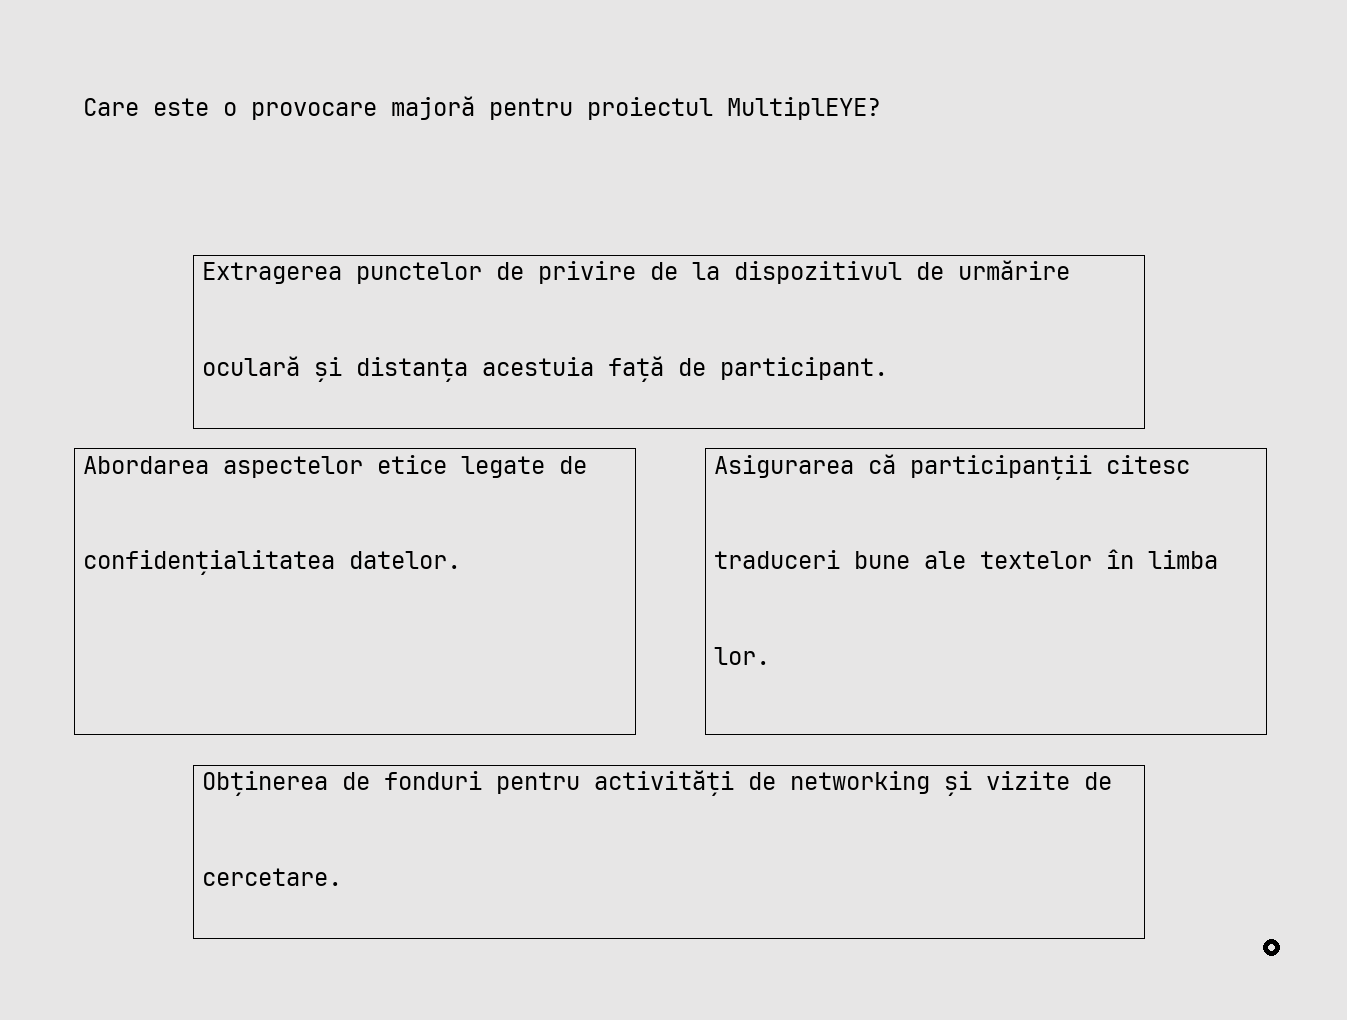 Care este o provocare majoră pentru proiectul MultiplEYE?
Extragerea punctelor de privire de la dispozitivul de urmărire
oculară și distanța acestuia față de participant.
Abordarea aspectelor etice legate de
confidențialitatea datelor.
Asigurarea că participanții citesc
traduceri bune ale textelor în limba
lor.
Obținerea de fonduri pentru activități de networking și vizite de
cercetare.